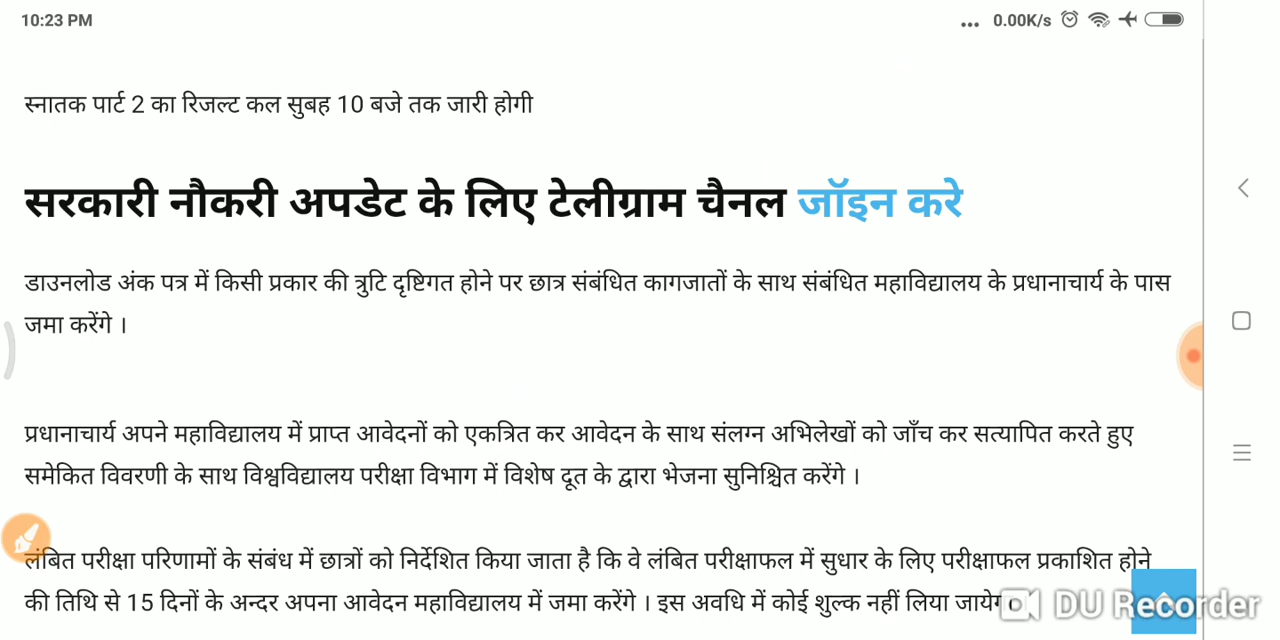 10:23 PM ... 0.00K/s
स्नातक पार्ट 2 का रिजल्ट कल सुबह 10 बजे तक जारी होगी
सरकारी नौकरी अपडेट के लिए टेलीग्राम चैनल जॉइन करे
डाउनलोड अंक पत्र में किसी प्रकार की त्रुटि दृष्टिगत होने पर छात्र संबंधित कागजातों के साथ संबंधित महाविद्यालय के प्रधानाचार्य के पास
जमा करेंगे ।
प्रधानाचार्य अपने महाविद्यालय में प्राप्त आवेदनों को एकत्रित कर आवेदन के साथ संलग्न अभिलेखों को जाँच कर सत्यापित करते हुए
समेकित विवरणी के साथ विश्वविद्यालय परीक्षा विभाग में विशेष दूत के द्वारा भेजना सुनिश्चित करेंगे ।
लंबित परीक्षा परिणामों के संबंध में छात्रों को निर्देशित किया जाता है कि वे लंबित परीक्षाफल में सुधार के लिए परीक्षाफल प्रकाशित होने
की तिथि से 15 दिनों के अन्दर अपना आवेदन महाविद्यालय में जमा करेंगे । इस अवधि में कोई शुल्क नहीं लिया
DU Recorder